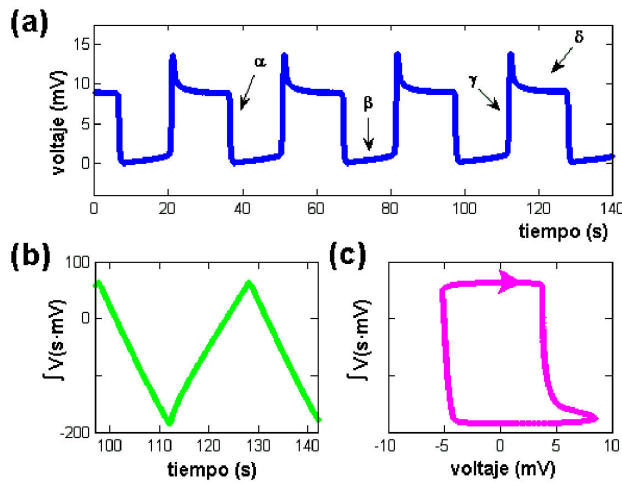 (a)
voltaje (mV)
15
10
5
0
α
β
γ
δ
0 20 40 60 80 100 120 140
tiempo (s)
(b)
∫ V(s·mV)
100
0
-200
100 110 120 130 140
tiempo (s)
(c)
∫ V(s·mV)
-10 -5 0 5 10
voltaje (mV)